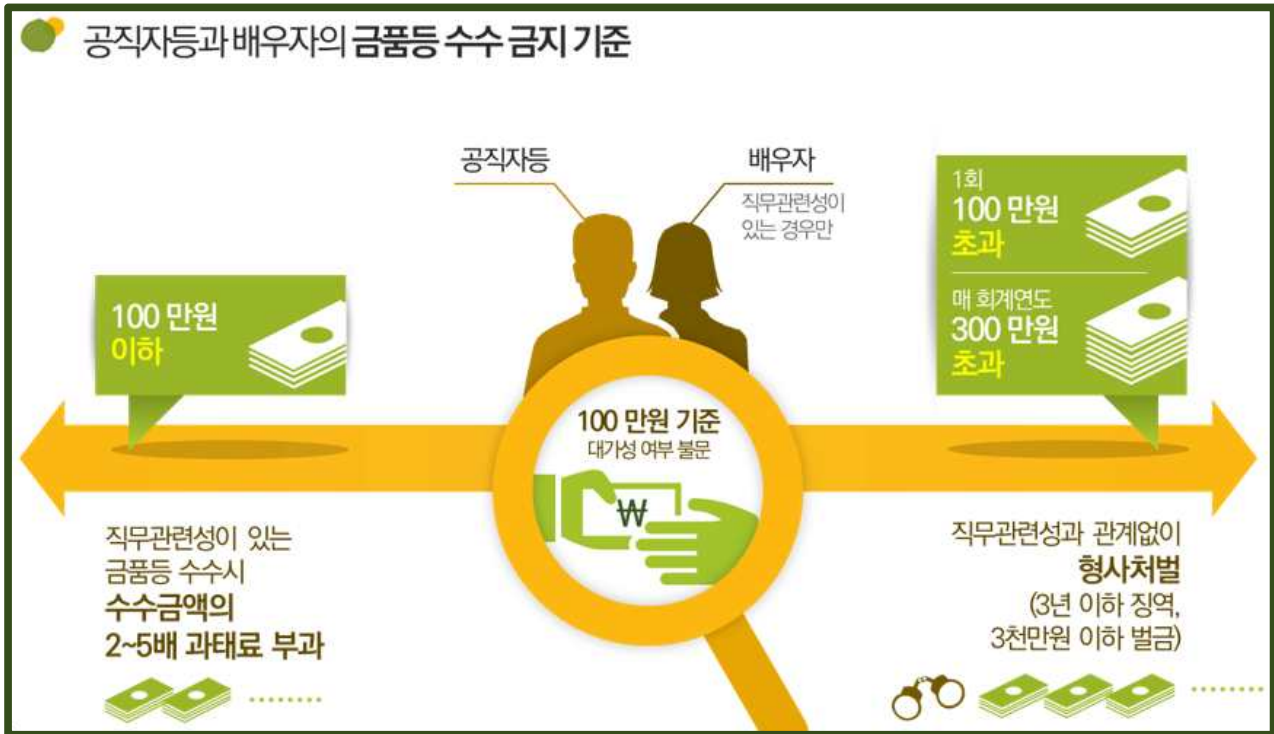 공직자등과 배우자의 금품등 수수 금지 기준
공직자등
배우자
직무관련성이
있는 경우만
100 만원
이하
1회
100 만원
초과
매 회계연도
300 만원
초과
100 만원 기준
대가성 여부 불문
₩
직무관련성이 있는
금품등 수수시
수수금액의
2~5배 과태료 부과
직무관련성과 관계없이
형사처벌
(3년 이하 징역,
3천만원 이하 벌금)